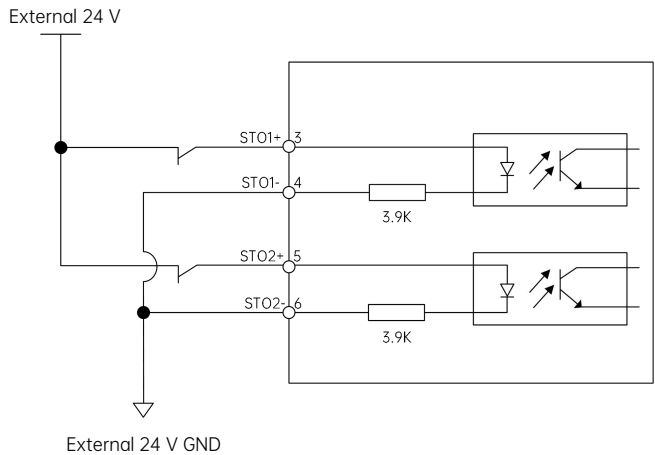 External 24 V
STO1+ 3
STO1- 4
3.9K
STO2+ 5
STO2- 6
3.9K
External 24 V GND